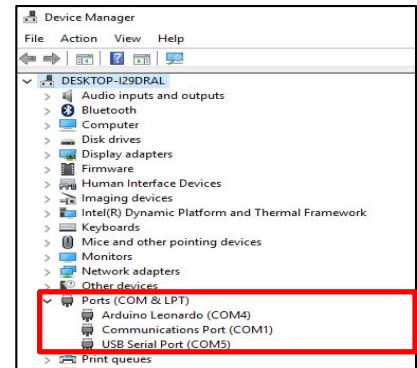 Device Manager
File Action View Help
DESKTOP-I29DRAL
Audio inputs and outputs
Bluetooth
Computer
Disk drives
Display adapters
Firmware
Human Interface Devices
Imaging devices
Intel(R) Dynamic Platform and Thermal Framework
Keyboards
Mice and other pointing devices
Monitors
Network adapters
Other devices
Ports (COM & LPT)
Arduino Leonardo (COM4)
Communications Port (COM1)
USB Serial Port (COM5)
Print queues